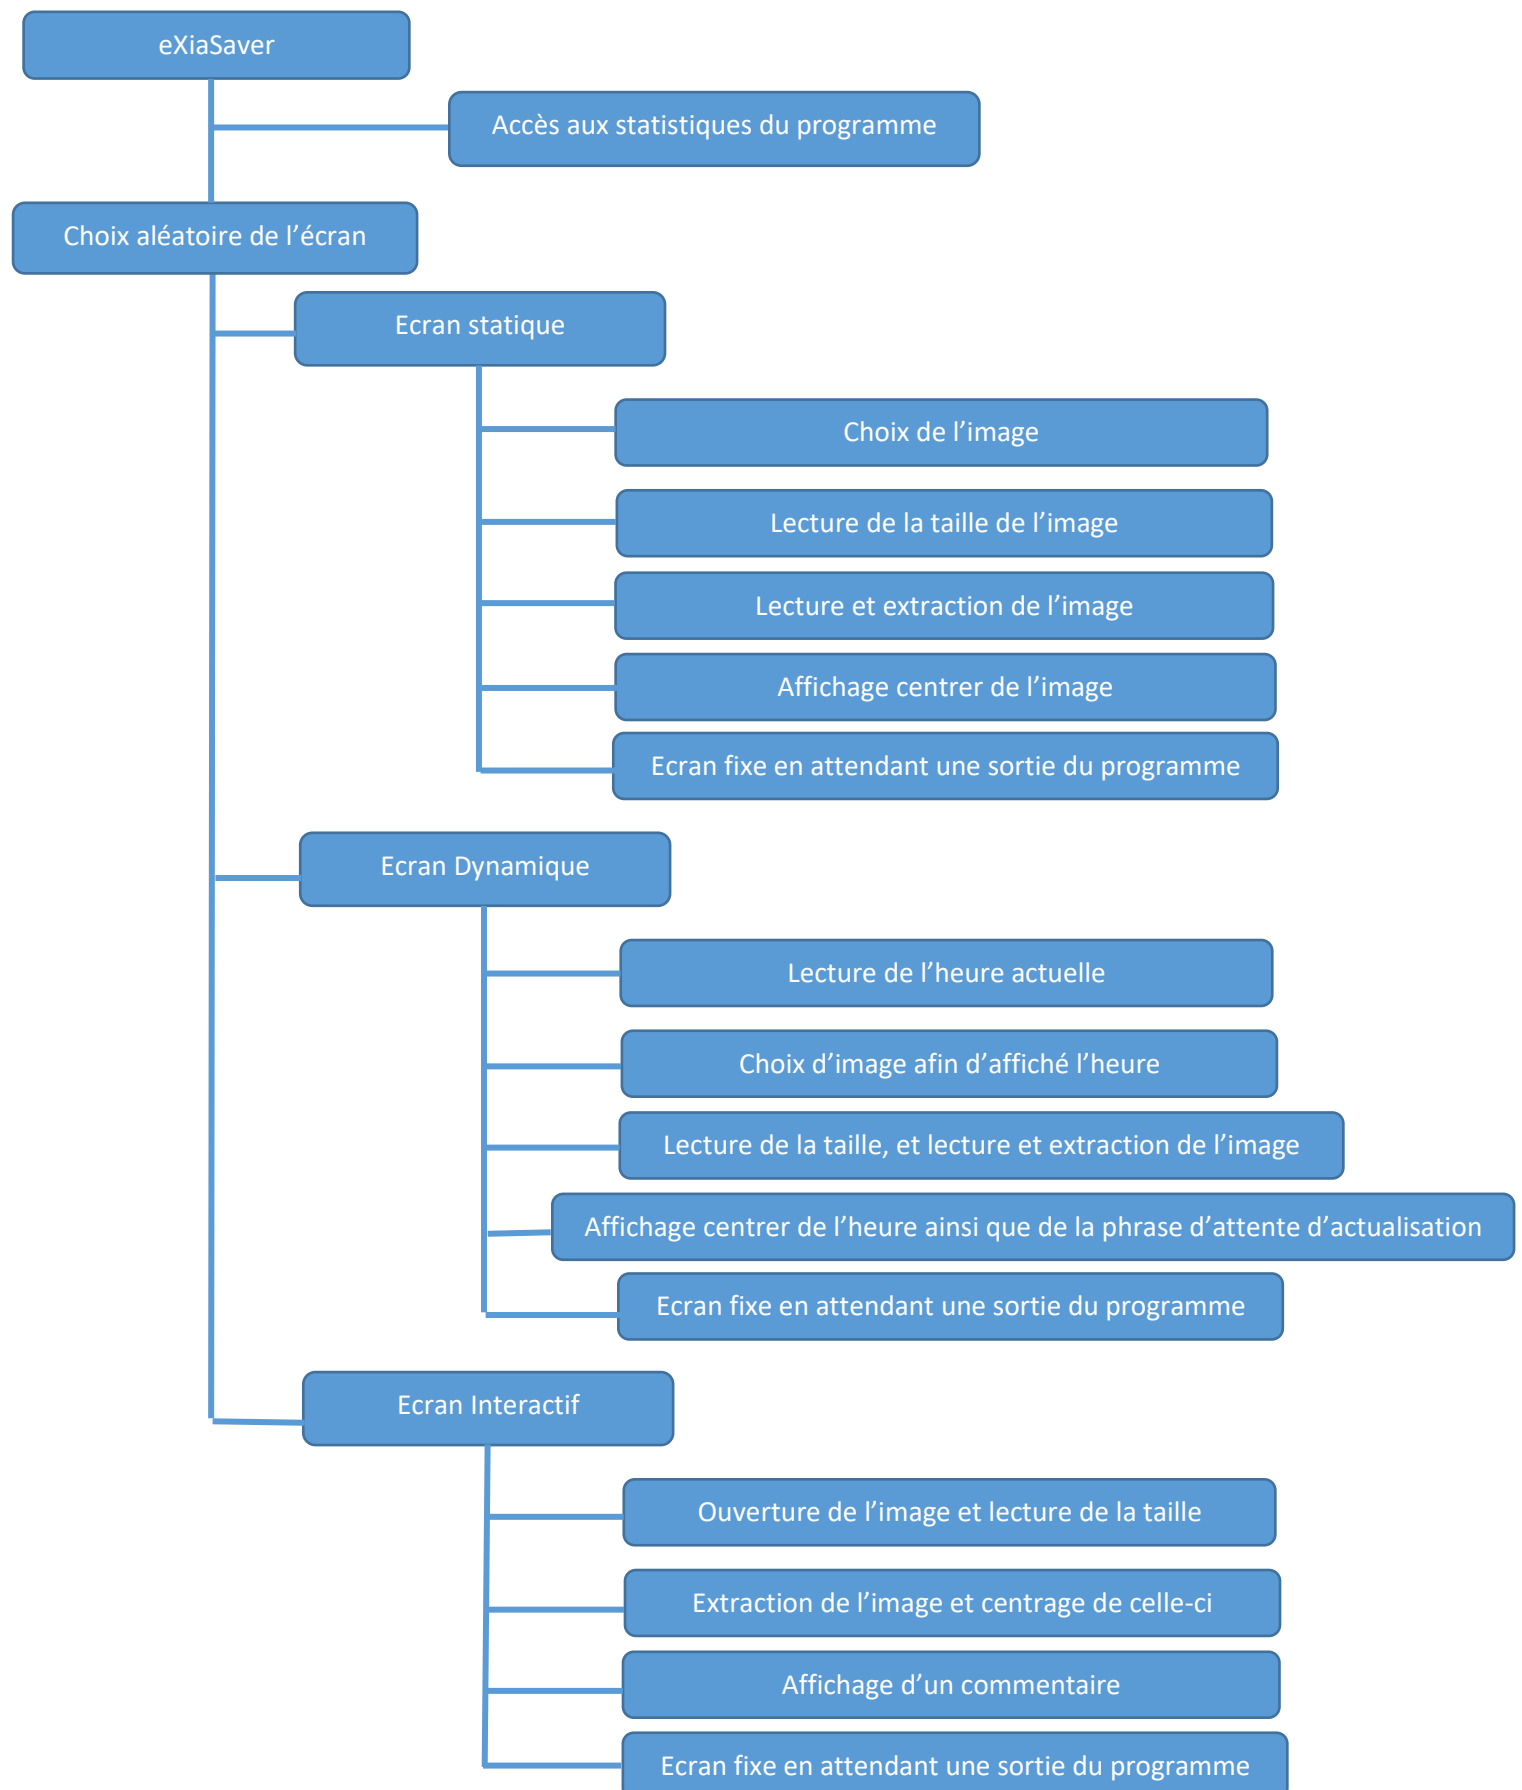 eXiaSaver
Accès aux statistiques du programme
Choix aléatoire de l’écran
Ecran statique
Choix de l’image
Lecture de la taille de l’image
Lecture et extraction de l’image
Affichage centrer de l’image
Ecran fixe en attendant une sortie du programme
Ecran Dynamique
Lecture de l’heure actuelle
Choix d’image afin d’affiché l’heure
Lecture de la taille, et lecture et extraction de l’image
Affichage centrer de l’heure ainsi que de la phrase d’attente d’actualisation
Ecran fixe en attendant une sortie du programme
Ecran Interactif
Ouverture de l’image et lecture de la taille
Extraction de l’image et centrage de celle-ci
Affichage d’un commentaire
Ecran fixe en attendant une sortie du programme